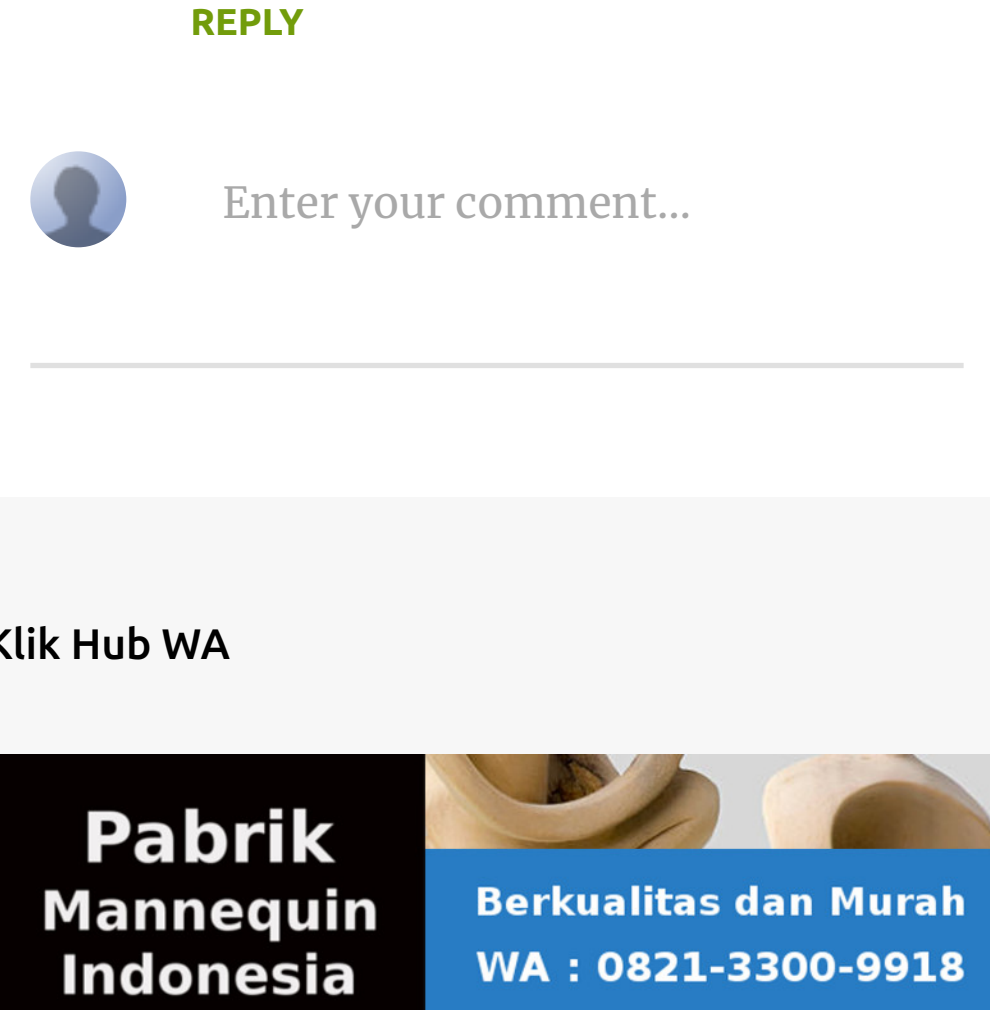 REPLY
Enter your comment...
Klik Hub WA
Pabrik
Mannequin
Indonesia
Berkualitas dan Murah
WA : 0821-3300-9918